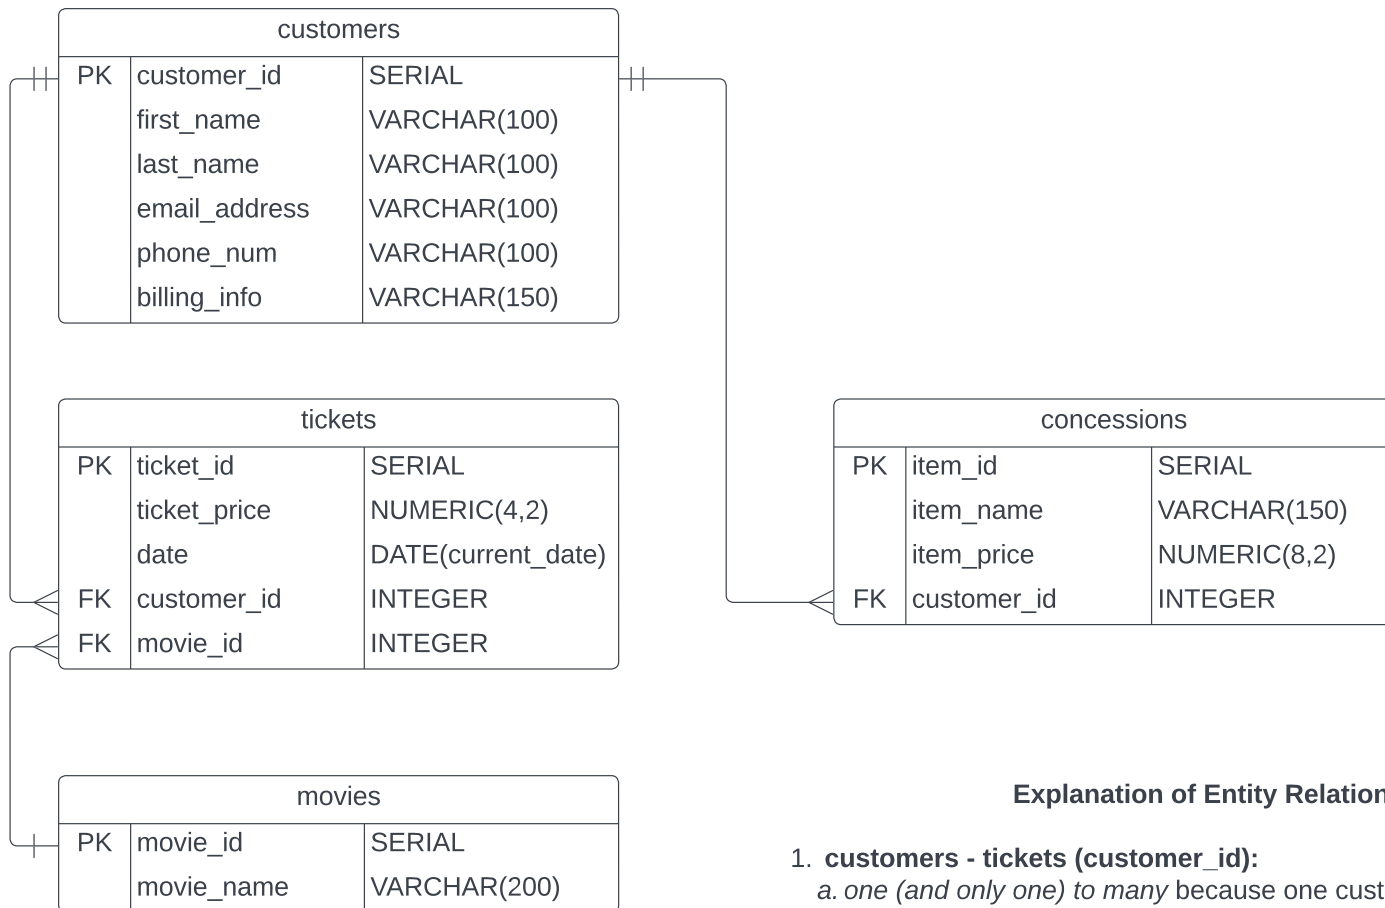 customers
PK customer_id SERIAL
first_name VARCHAR(100)
last_name VARCHAR(100)
email_address VARCHAR(100)
phone_num VARCHAR(100)
billing_info VARCHAR(150)
tickets
PK ticket_id SERIAL
ticket_price NUMERIC(4,2)
date DATE(current_date)
FK customer_id INTEGER
FK movie_id INTEGER
concessions
PK item_id SERIAL
item_name VARCHAR(150)
item_price NUMERIC(8,2)
FK customer_id INTEGER
movies
PK movie_id SERIAL
movie_name VARCHAR(200)
Explanation of Entity Relation
1. customers - tickets (customer_id):
a. one (and only one) to many because one cust